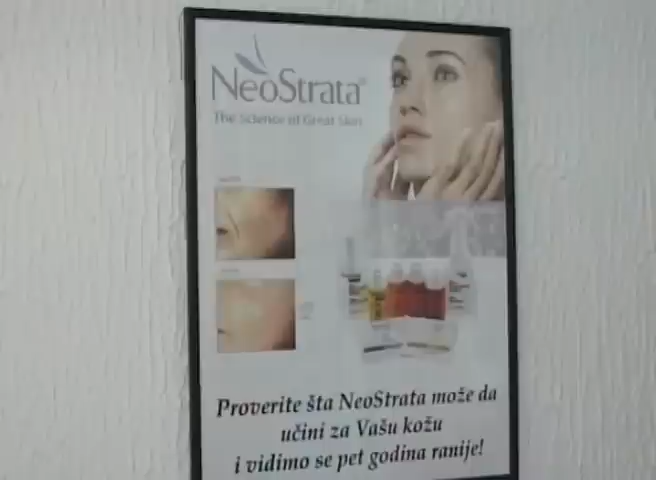 NeoStrata®
The Science of Great Skin
Proverite šta NeoStrata može da
učini za Vašu kožu
i vidimo se pet godina ranije!